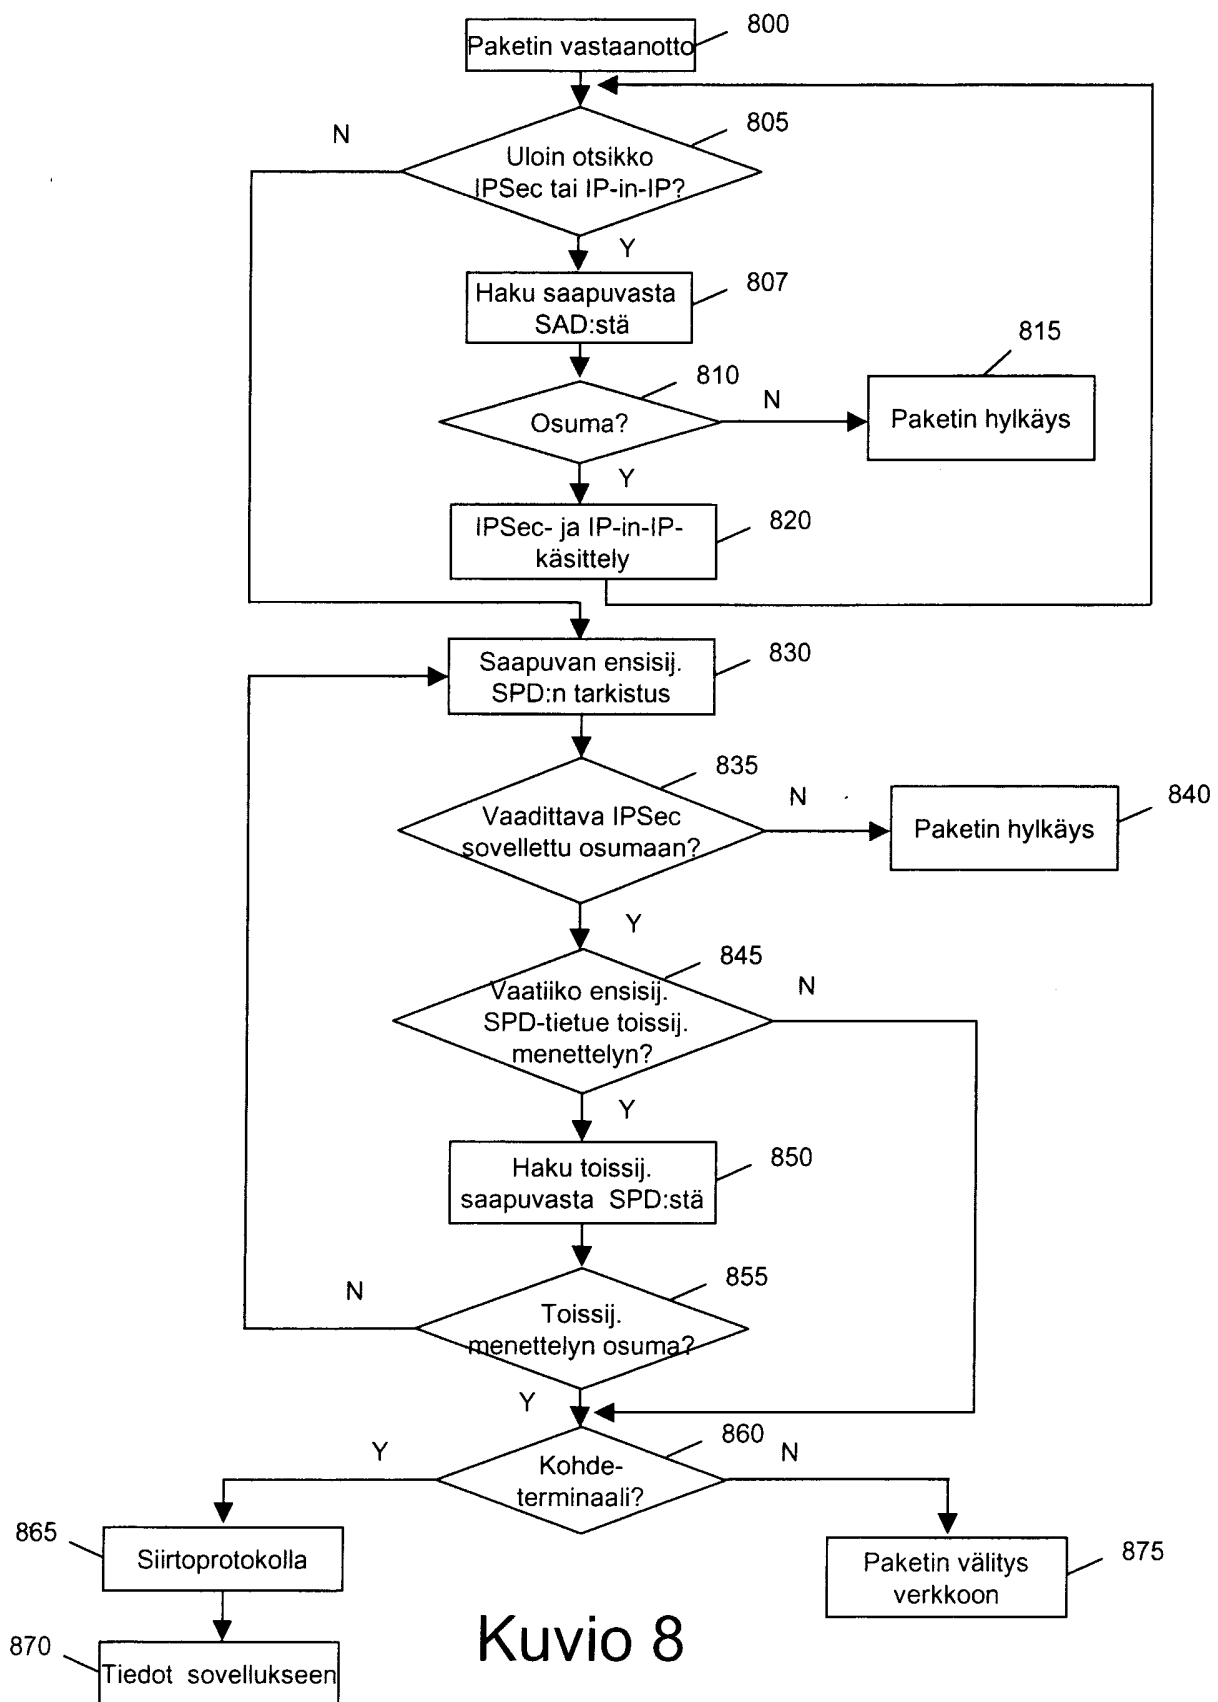 Paketin vastaanotto
800
N
805
Uloin otsikko
IPSec tai IP-in-IP?
Y
Haku saapuvasta
SAD:stä
807
810
815
Osuma?
N
Paketin hylkäys
Y
IPSec- ja IP-in-IP-
käsittely
820
Saapuvan ensisij.
SPD:n tarkistus
830
835
Vaadittava IPSec
sovellettu osumaan?
N
Paketin hylkäys
840
Y
845
Vaatiiko ensisij.
SPD-tietue toissij.
menettelyn?
N
Y
Haku toissij.
saapuvasta SPD:stä
850
855
N
Toissij.
menettelyn osuma?
Y
860
Y
Kohde-
terminaali?
N
865
Siirtoprotokolla
Paketin välitys
verkkoon
875
870
Tiedot sovellukseen
Kuvio 8